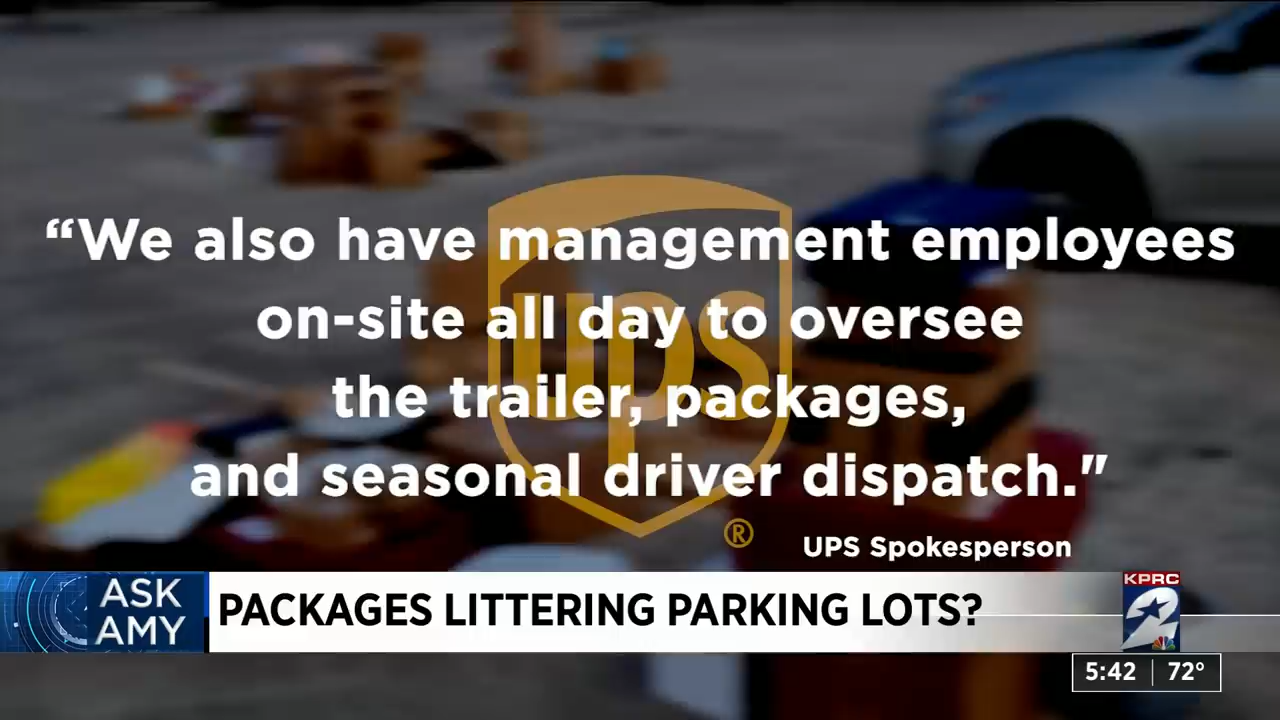 “We also have management employees
on-site all day to oversee
the trailer, packages,
and seasonal driver dispatch."
ups
®
UPS Spokesperson
ASK
AMY
PACKAGES LITTERING PARKING LOTS?
KPRC
2
5:42 72°